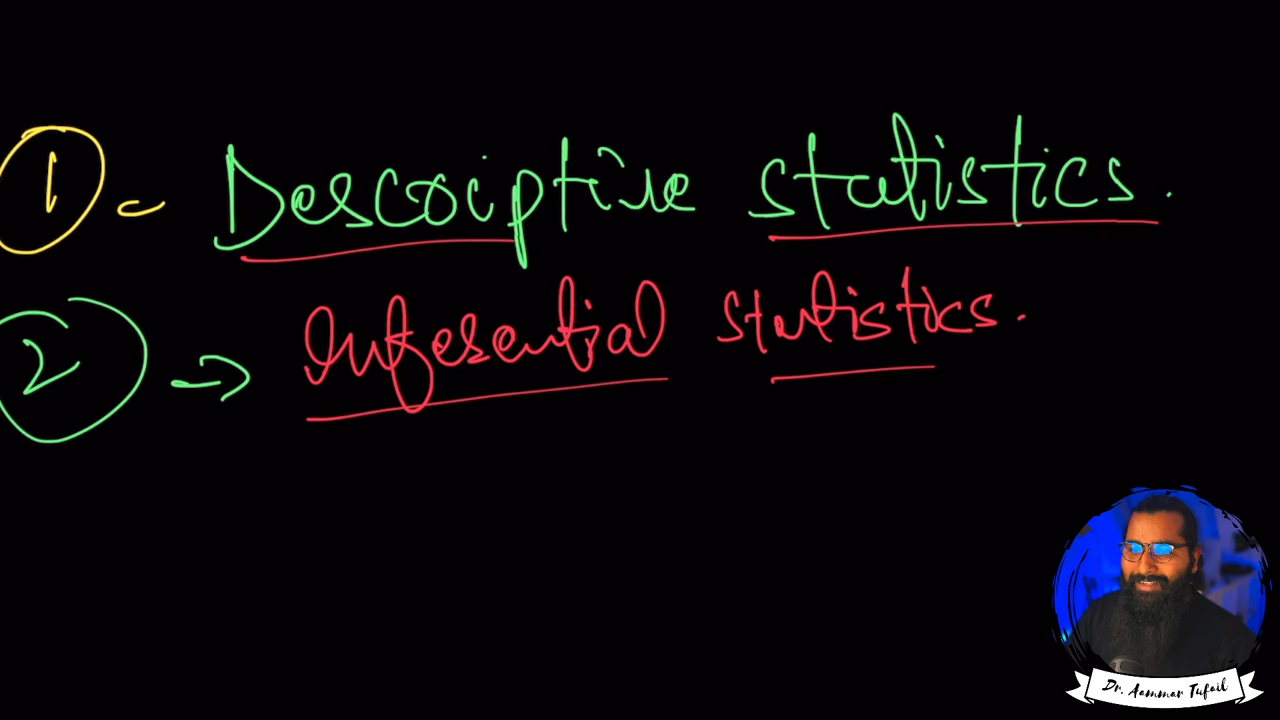 1 - Descriptive statistics.
2 → Inferential statistics.
Dr. Aammar Tufail